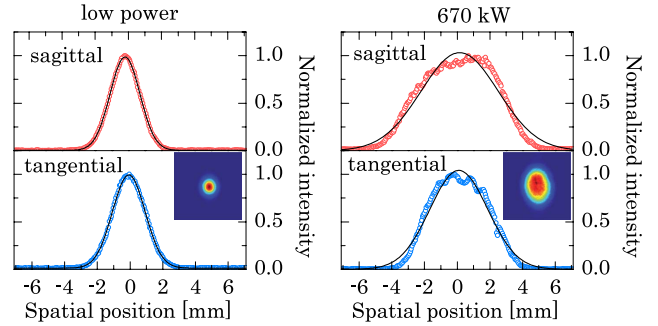 low power
670 kW
sagittal
1.0
0.5
0.0
Normalized intensity
sagittal
1.0
0.5
0.0
Normalized intensity
tangential
1.0
0.5
0.0
tangential
1.0
0.5
0.0
-6 -4 -2 0 2 4 6
-6 -4 -2 0 2 4 6
Spatial position [mm]
Spatial position [mm]